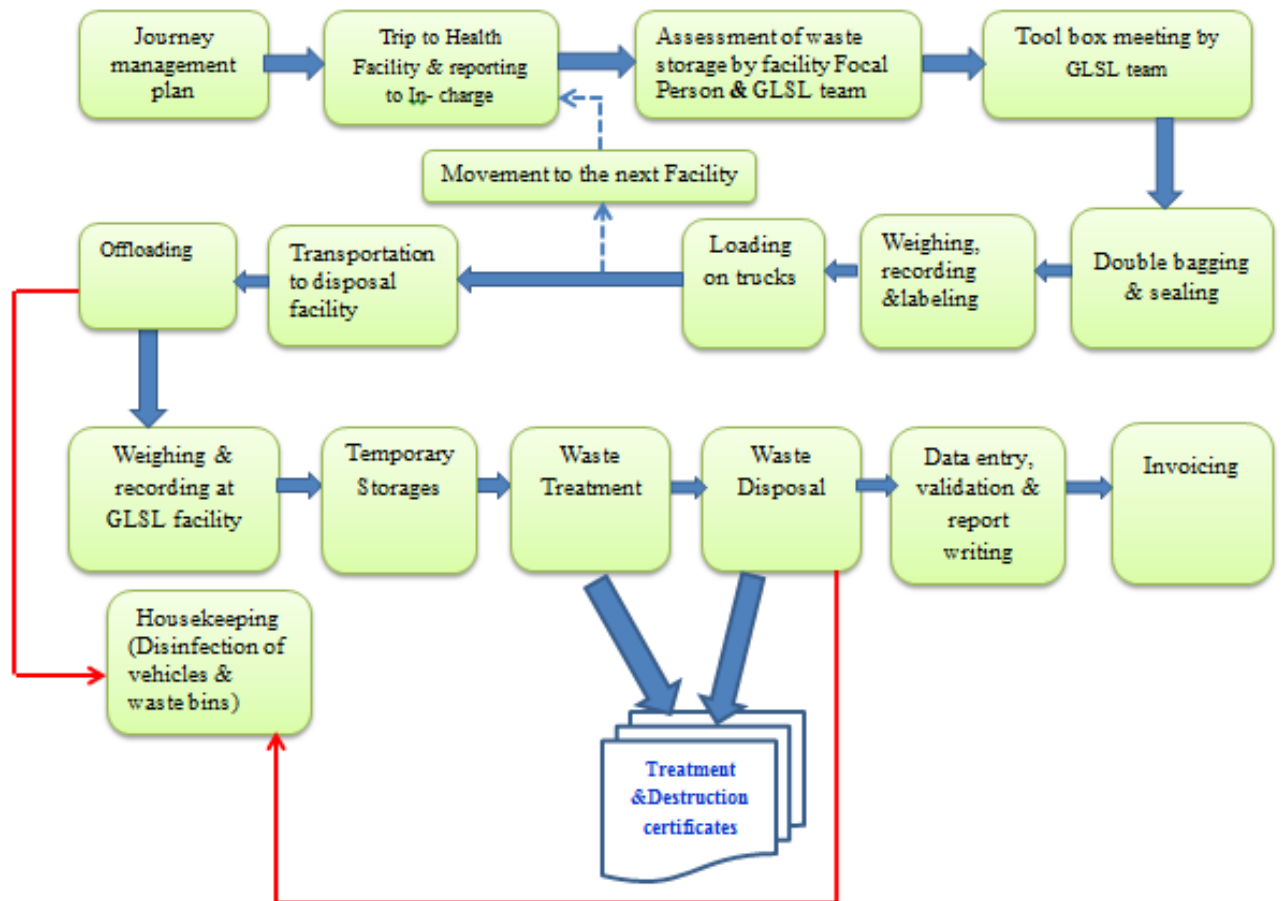 Journey
management
plan
Trip to Health
Facility & reporting
to In- charge
Assessment of waste
storage by facility Focal
Person & GLSL team
Tool box meeting by
GLSL team
Movement to the next Facility
Offloading
Transportation
to disposal
facility
Loading
on trucks
Weighing,
recording
&labeling
Double bagging
& sealing
Weighing &
recording at
GLSL facility
Temporary
Storages
Waste
Treatment
Waste
Disposal
Data entry,
validation &
report
writing
Invoicing
Housekeeping
(Disinfection of
vehicles &
waste bins)
Treatment
&Destruction
certificates